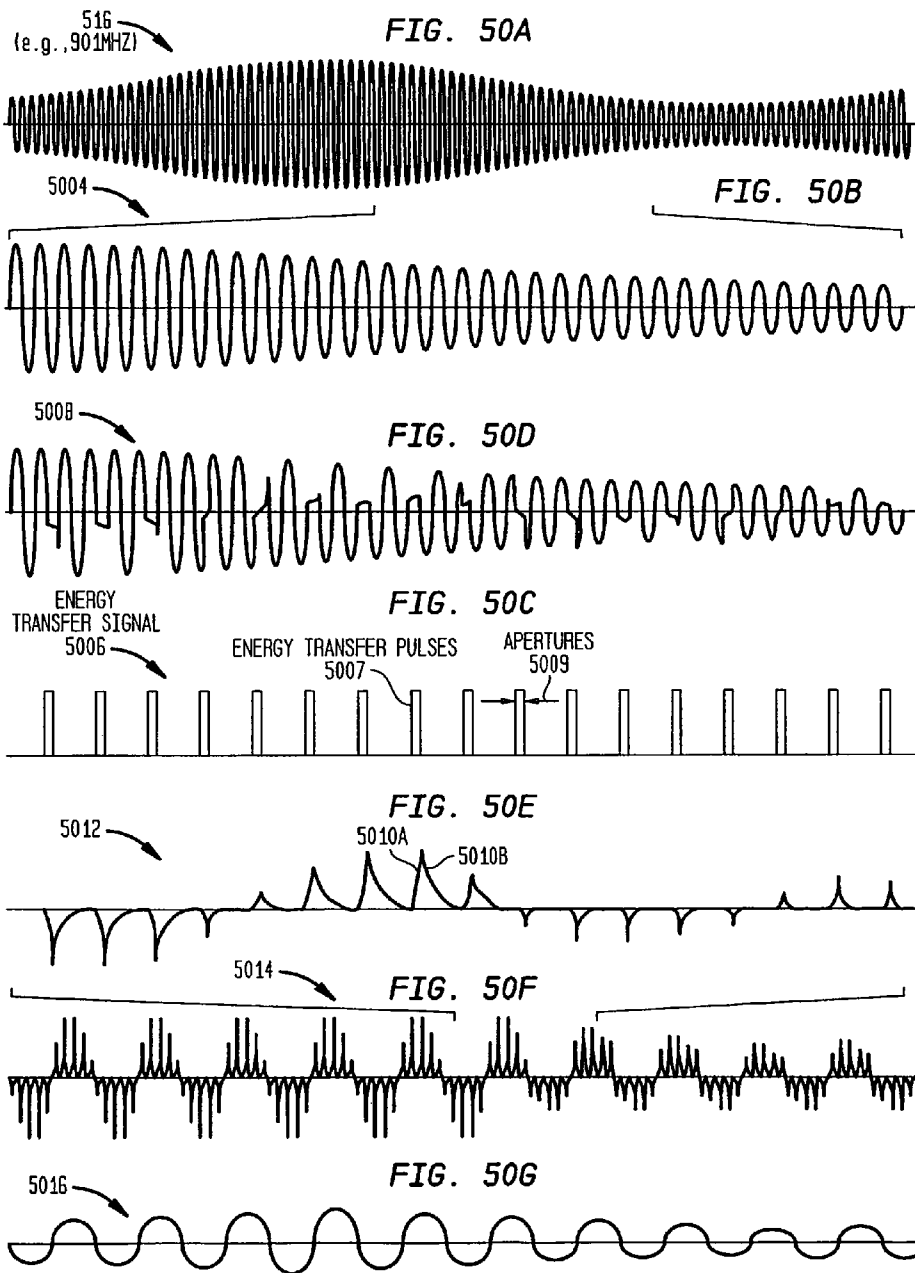 516
(e.g.,901MHZ)
FIG. 50A
5004
FIG. 50B
5008
FIG. 50D
ENERGY
TRANSFER SIGNAL
5006
FIG. 50C
ENERGY TRANSFER PULSES
5007
APERTURES
5009
FIG. 50E
5012
5010A
5010B
5014
FIG. 50F
FIG. 50G
5016